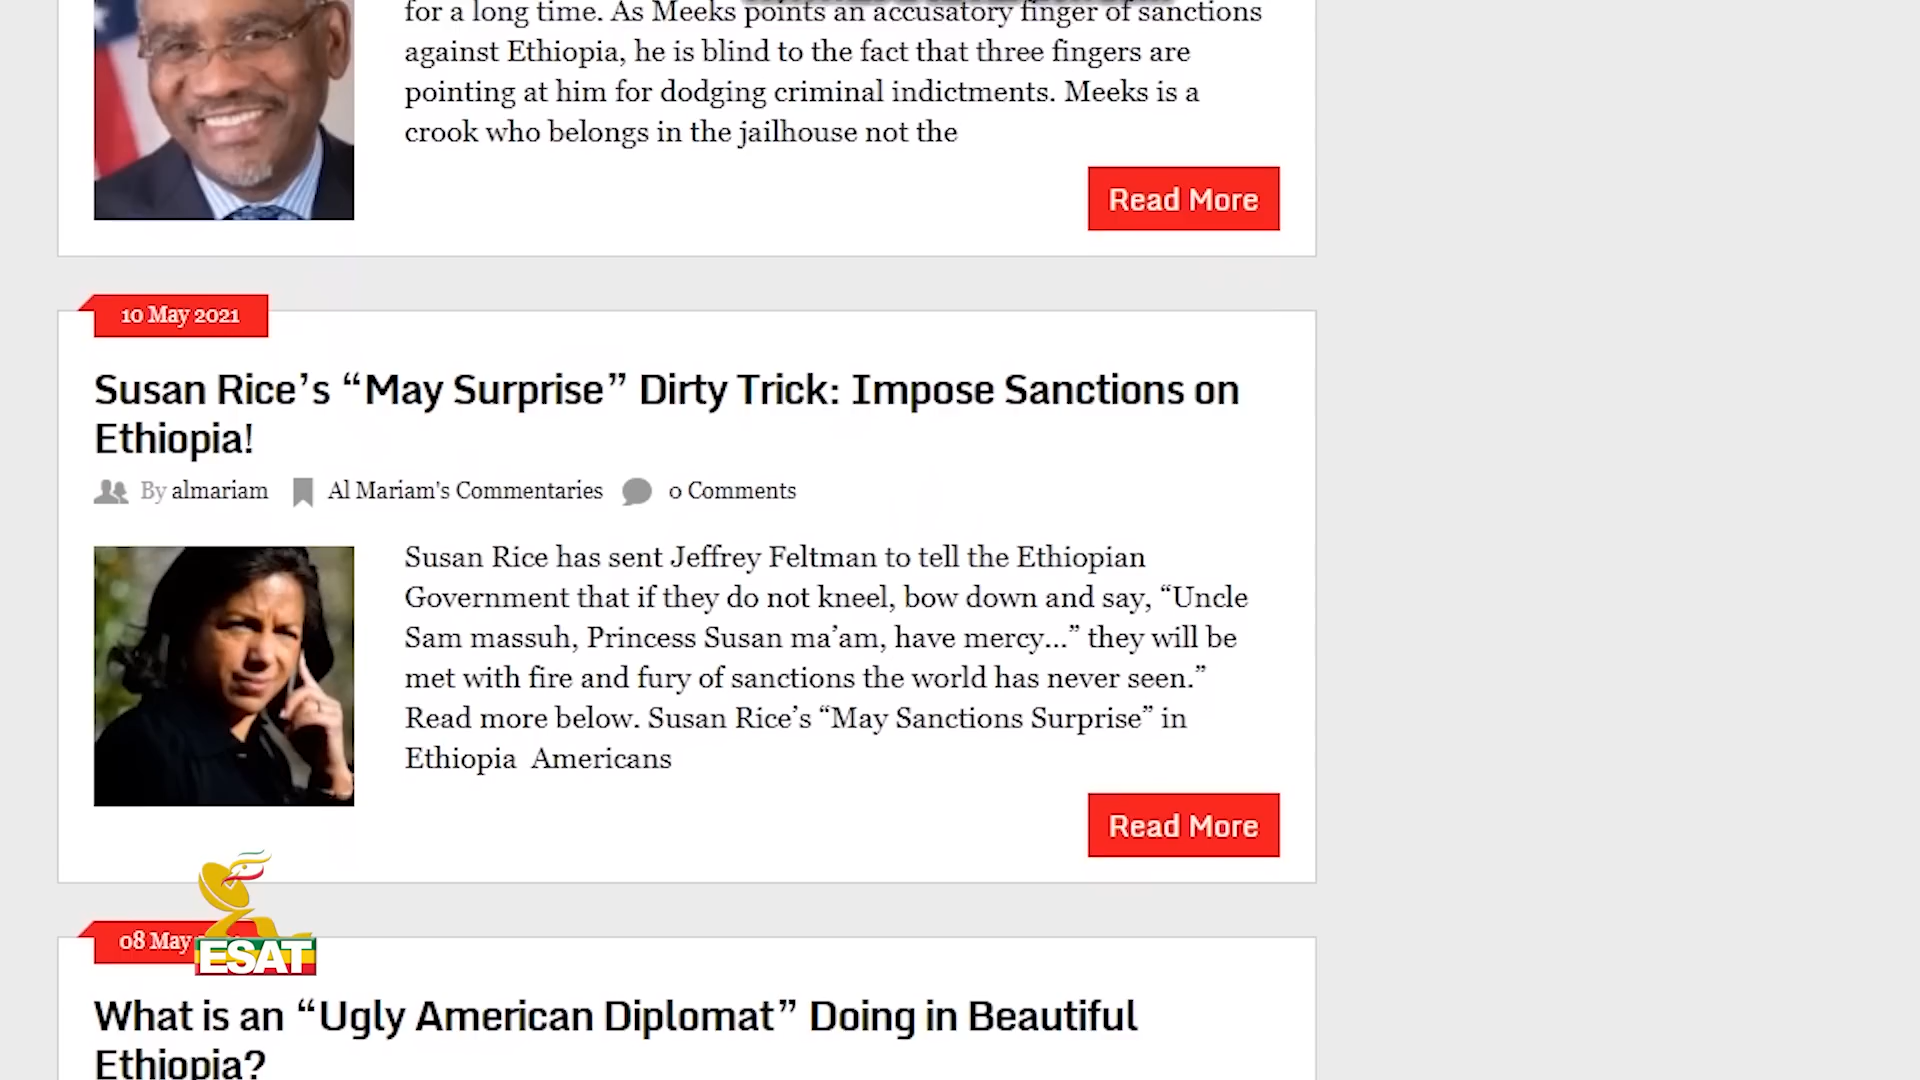 for a long time. As Meeks points an accusatory finger of sanctions
against Ethiopia, he is blind to the fact that three fingers are
pointing at him for dodging criminal indictments. Meeks is a
crook who belongs in the jailhouse not the
Read More
10 May 2021
Susan Rice’s “May Surprise” Dirty Trick: Impose Sanctions on
Ethiopia!
By almariam Al Mariam's Commentaries 0 Comments
Susan Rice has sent Jeffrey Feltman to tell the Ethiopian
Government that if they do not kneel, bow down and say, “Uncle
Sam massuh, Princess Susan ma’am, have mercy...” they will be
met with fire and fury of sanctions the world has never seen.”
Read more below. Susan Rice’s “May Sanctions Surprise” in
Ethiopia Americans
Read More
08 May
ESAT
What is an “Ugly American Diplomat” Doing in Beautiful
Ethiopia?